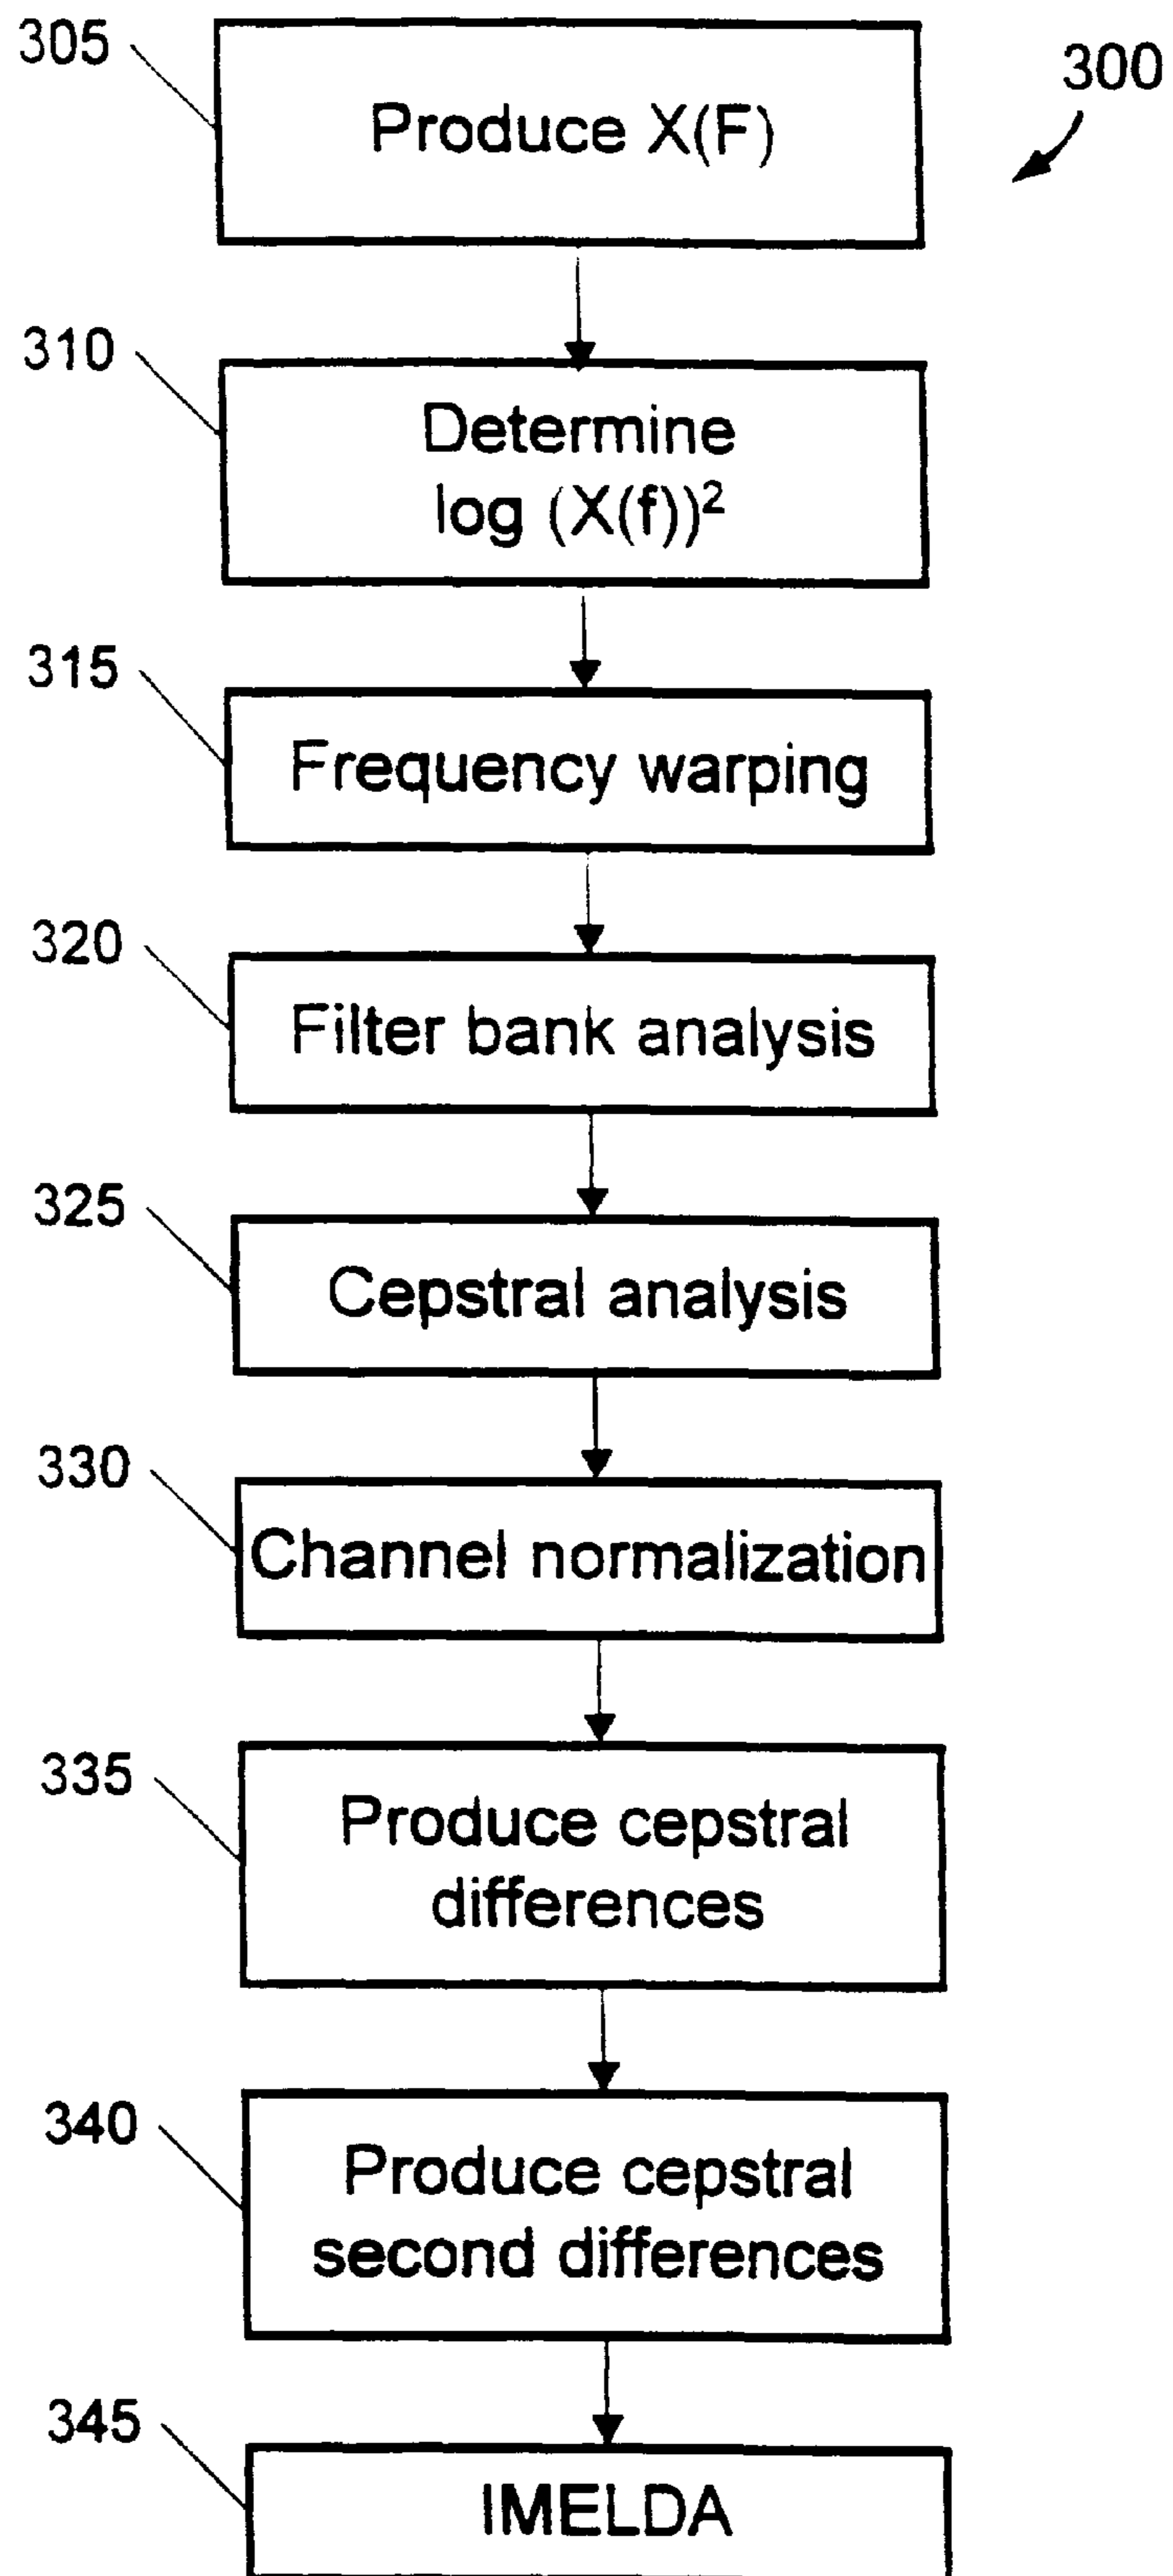 305
300
Produce X(F)
310
Determine
log (X(f))²
315
Frequency warping
320
Filter bank analysis
325
Cepstral analysis
330
Channel normalization
335
Produce cepstral
differences
340
Produce cepstral
second differences
345
IMELDA